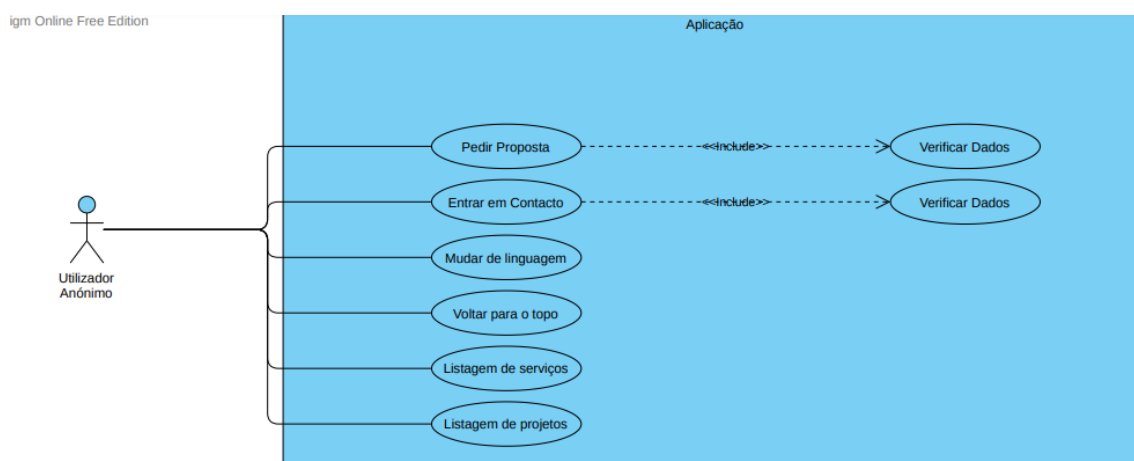 igm Online Free Edition
Aplicação
Pedir Proposta
<<Include>>
Verificar Dados
Entrar em Contacto
<<Include>>
Verificar Dados
Mudar de linguagem
Utilizador
Anónimo
Voltar para o topo
Listagem de serviços
Listagem de projetos